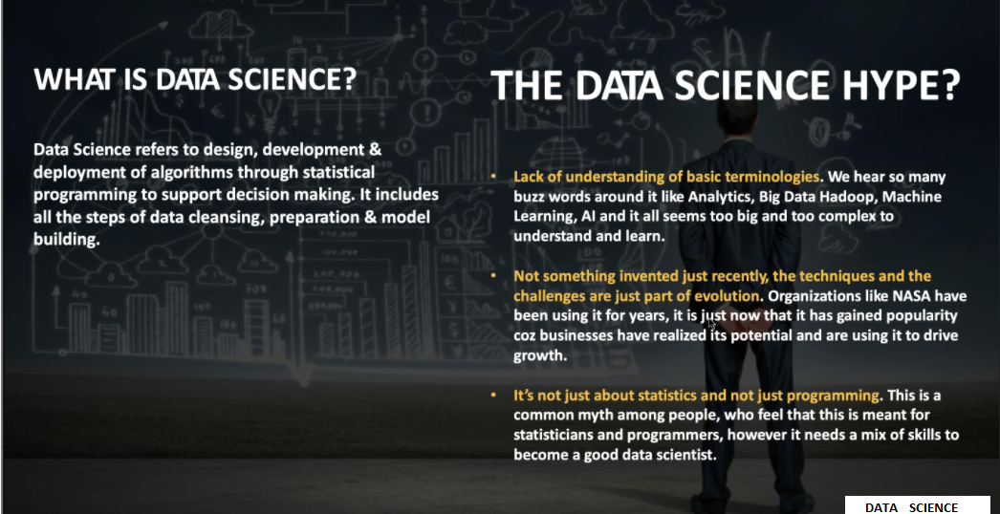 WHAT IS DATA SCIENCE?
Data Science refers to design, development &
deployment of algorithms through statistical
programming to support decision making. It includes
all the steps of data cleansing, preparation & model
building.
THE DATA SCIENCE HYPE?
• Lack of understanding of basic terminologies. We hear so many
buzz words around it like Analytics, Big Data Hadoop, Machine
Learning, AI and it all seems too big and too complex to
understand and learn.
• Not something invented just recently, the techniques and the
challenges are just part of evolution. Organizations like NASA have
been using it for years, it is just now that it has gained popularity
coz businesses have realized its potential and are using it to drive
growth.
• It's not just about statistics and not just programming. This is a
common myth among people, who feel that this is meant for
statisticians and programmers, however it needs a mix of skills to
become a good data scientist.
DATA SCIENCE